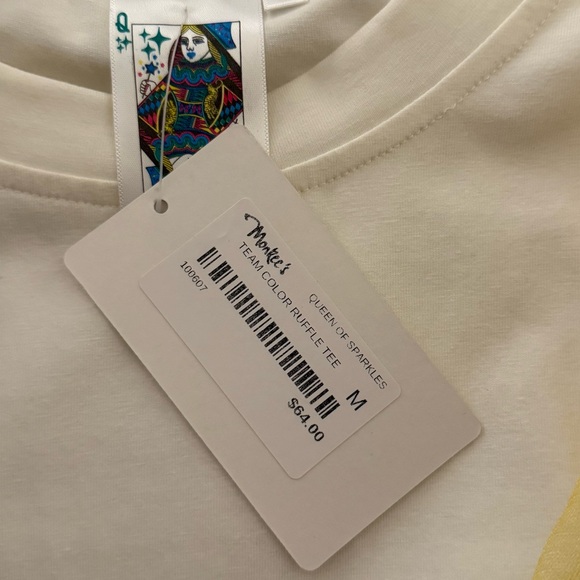 Q
Monkee's
QUEEN OF SPARKLES
TEAM COLOR RUFFLE TEE
M
100607
$64.00